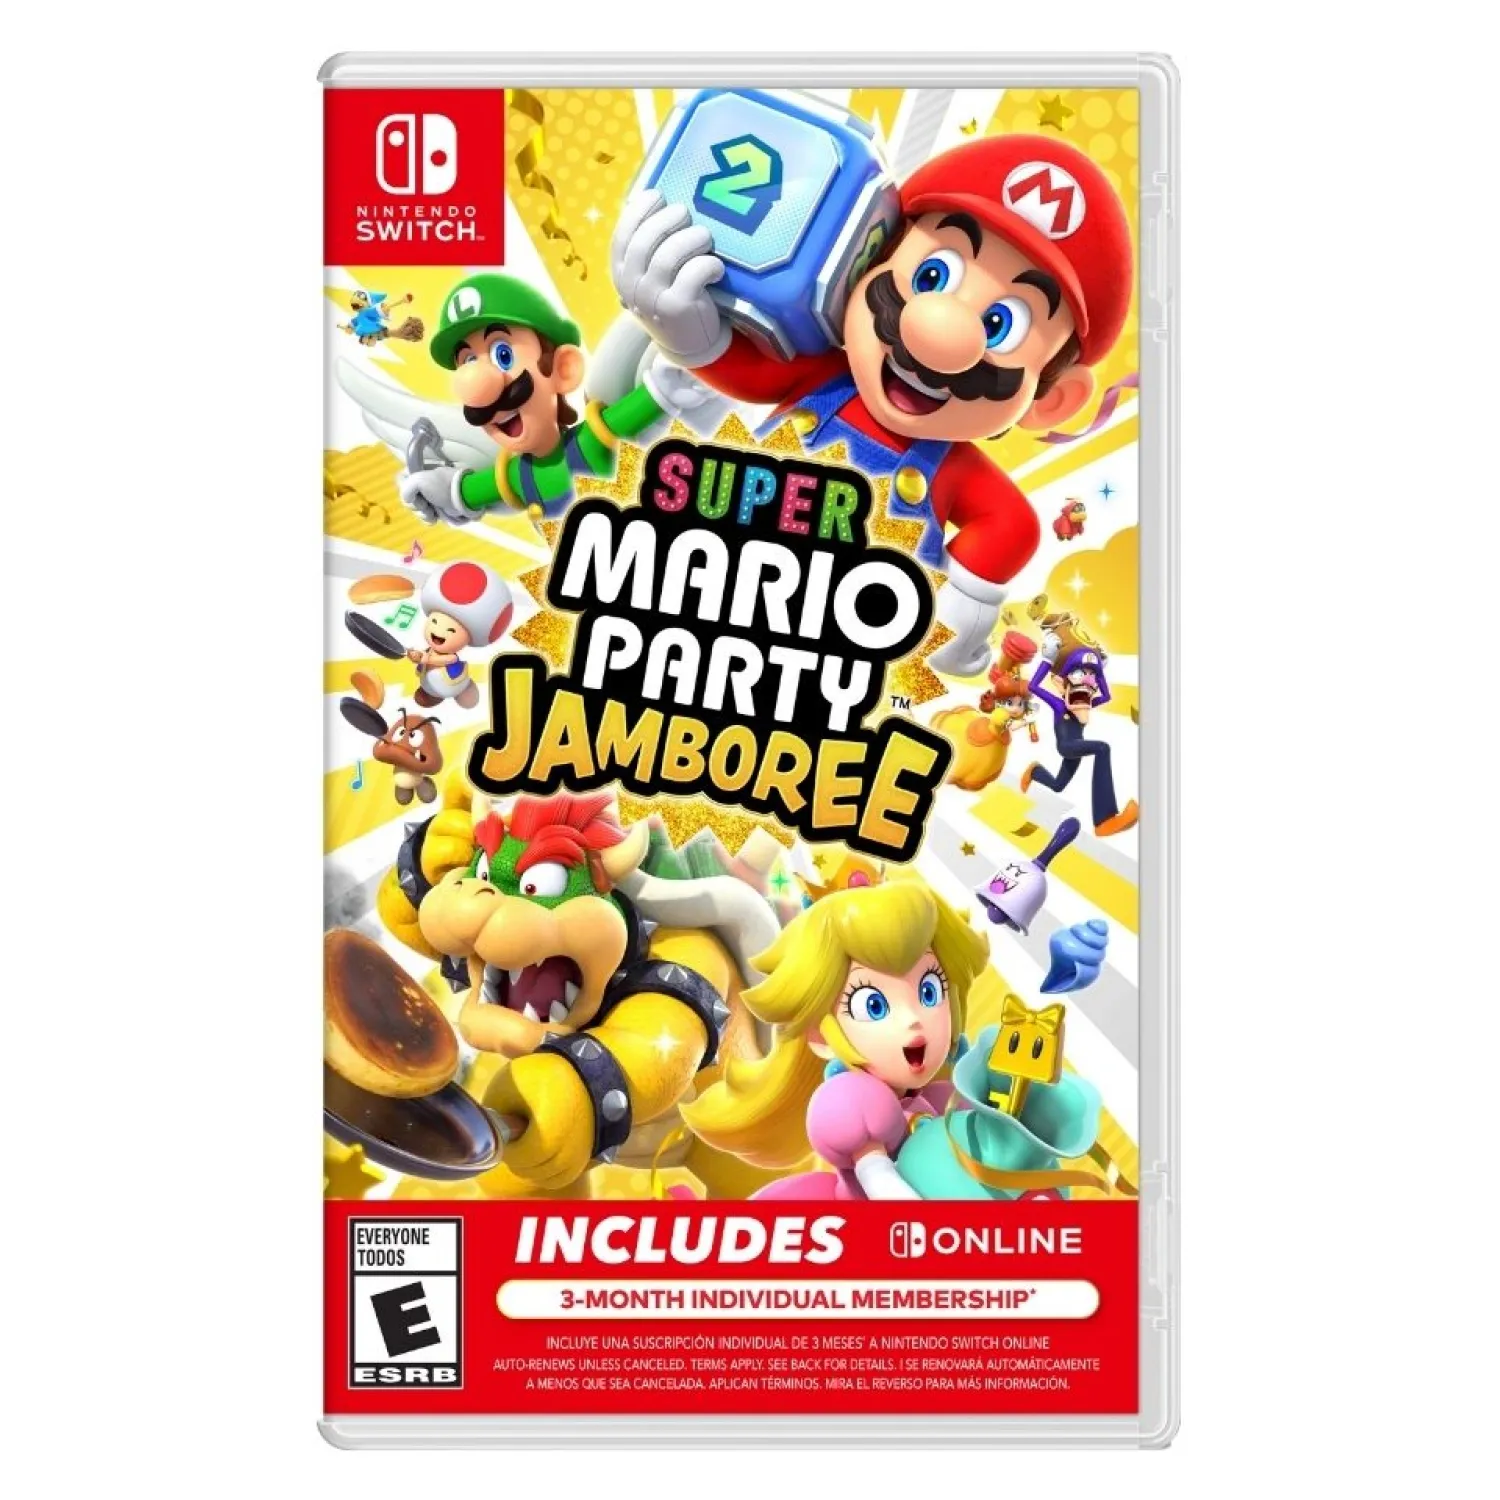 NINTENDO
SWITCH™
2
M
L
SUPER
MARIO
PARTY™
JAMBOREE
EVERYONE
TODOS
E
ESRB
INCLUDES
ONLINE
3-MONTH INDIVIDUAL MEMBERSHIP*
INCLUYE UNA SUSCRIPCIÓN INDIVIDUAL DE 3 MESES* A NINTENDO SWITCH ONLINE
AUTO-RENEWS UNLESS CANCELED. TERMS APPLY. SEE BACK FOR DETAILS. | SE RENOVARÁ AUTOMÁTICAMENTE
A MENOS QUE SEA CANCELADA. APLICAN TÉRMINOS. MIRA EL REVERSO PARA MÁS INFORMACIÓN.